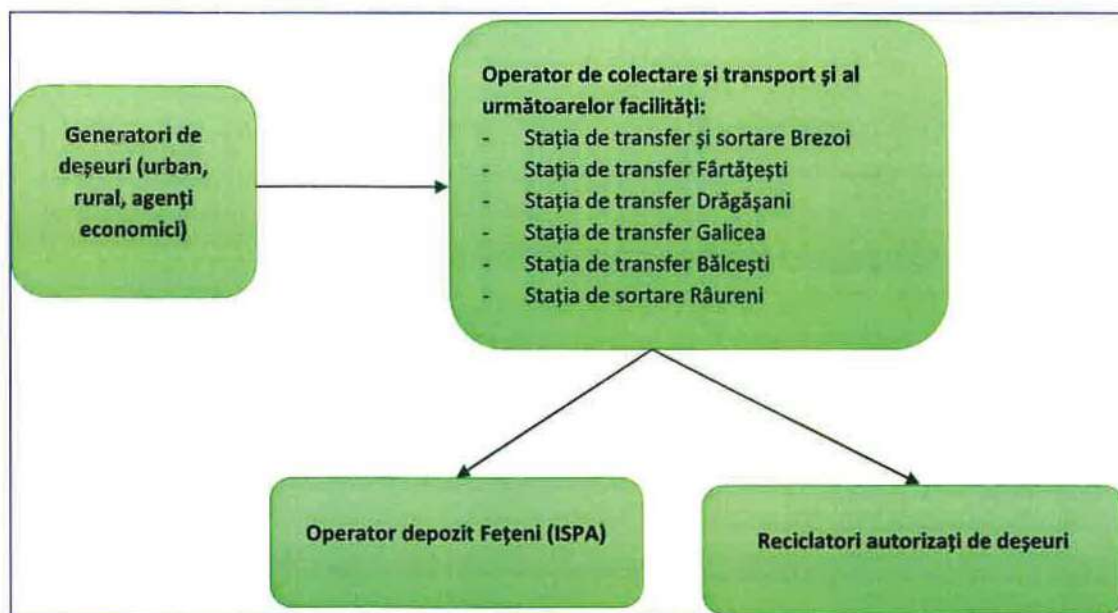 Generatori de
deșeuri (urban,
rural, agenți
economici)
Operator de colectare și transport și al
următoarelor facilități:
- Stația de transfer și sortare Brezoi
- Stația de transfer Fârtățești
- Stația de transfer Drăgășani
- Stația de transfer Galicea
- Stația de transfer Bălcești
- Stația de sortare Râureni
Operator depozit Fețeni (ISPA)
Reciclatori autorizați de deșeuri